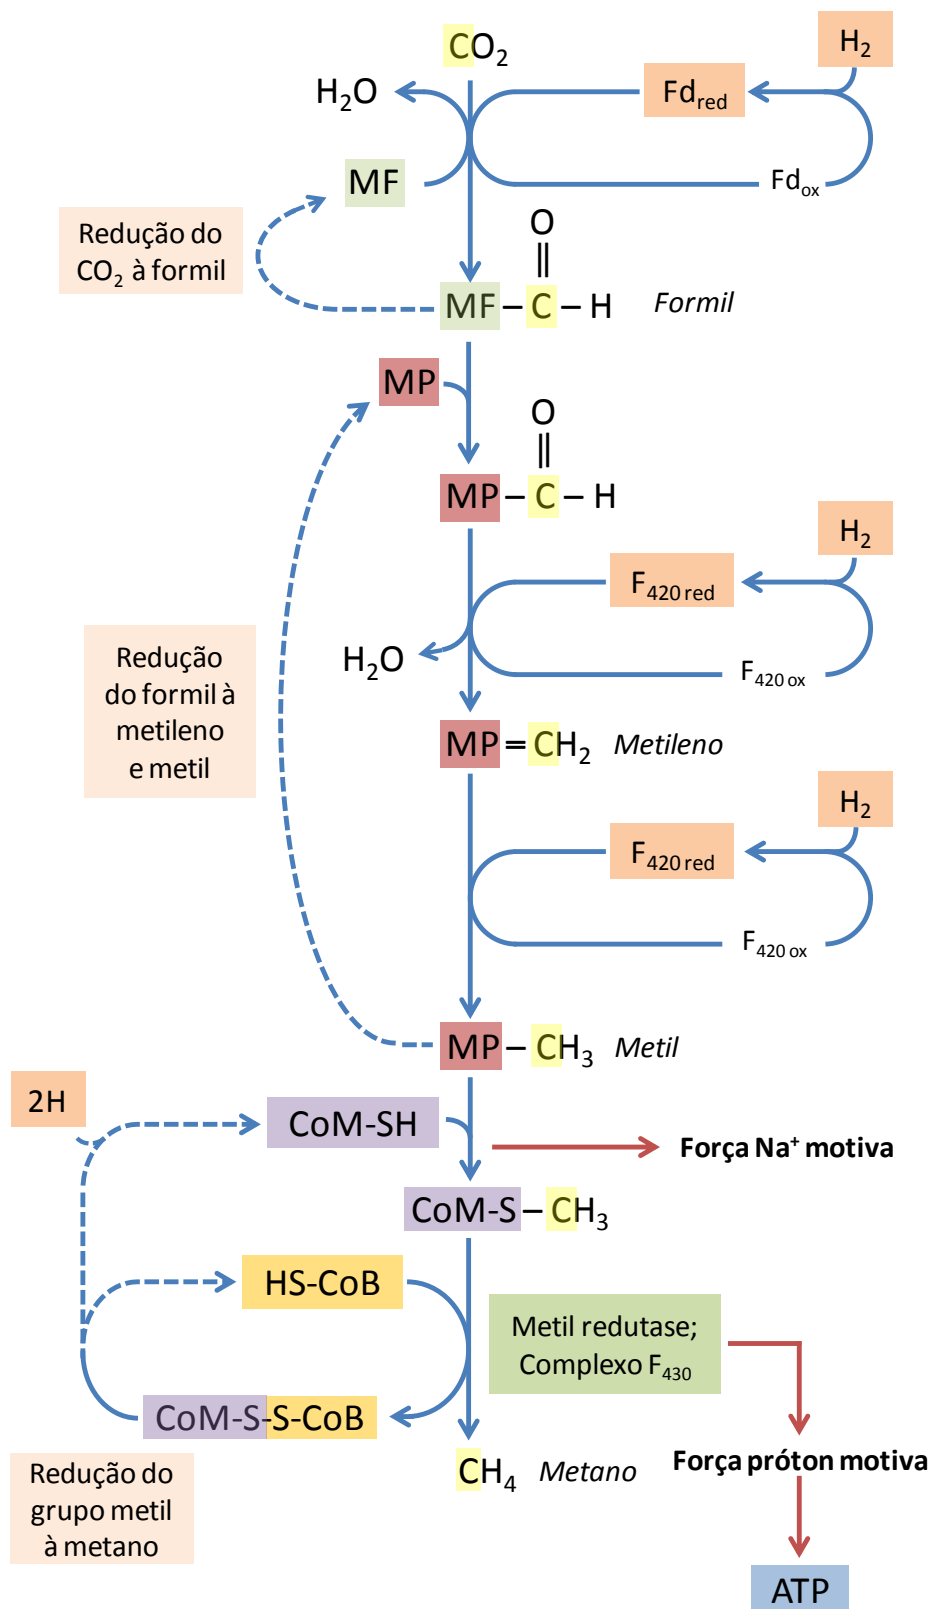 CO₂
H₂
H₂O
Fd_red
MF
Fd_ox
Redução do
CO₂ à formil
O
MF – C – H
Formil
MP
O
MP – C – H
H₂
F₄₂₀ red
Redução
do formil à
metileno
e metil
H₂O
F₄₂₀ ox
MP = CH₂
Metileno
H₂
F₄₂₀ red
F₄₂₀ ox
MP – CH₃
Metil
2H
CoM-SH
Força Na⁺ motiva
CoM-S – CH₃
HS-CoB
Metil redutase;
Complexo F₄₃₀
CoM-S-S-CoB
Redução do
grupo metil
à metano
CH₄
Metano
Força próton motiva
ATP